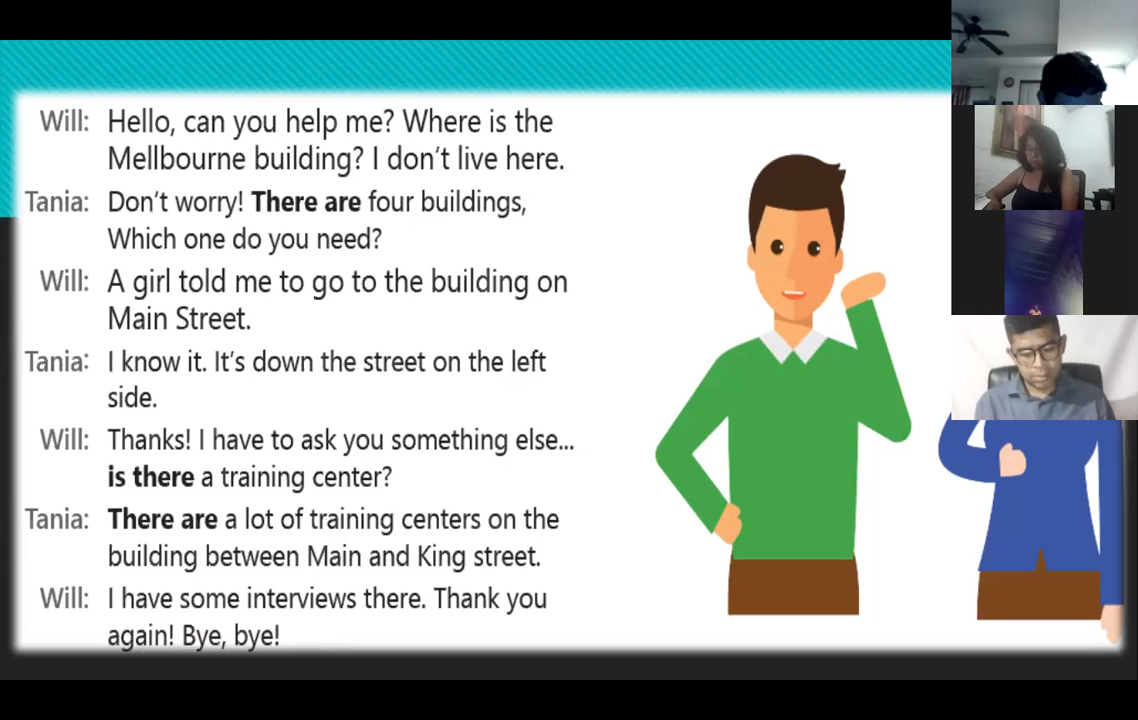 Will: Hello, can you help me? Where is the
Mellbourne building? I don't live here.
Tania: Don't worry! There are four buildings,
Which one do you need?
Will: A girl told me to go to the building on
Main Street.
Tania: I know it. It's down the street on the left
side.
Will: Thanks! I have to ask you something else...
is there a training center?
Tania: There are a lot of training centers on the
building between Main and King street.
Will: I have some interviews there. Thank you
again! Bye, bye!